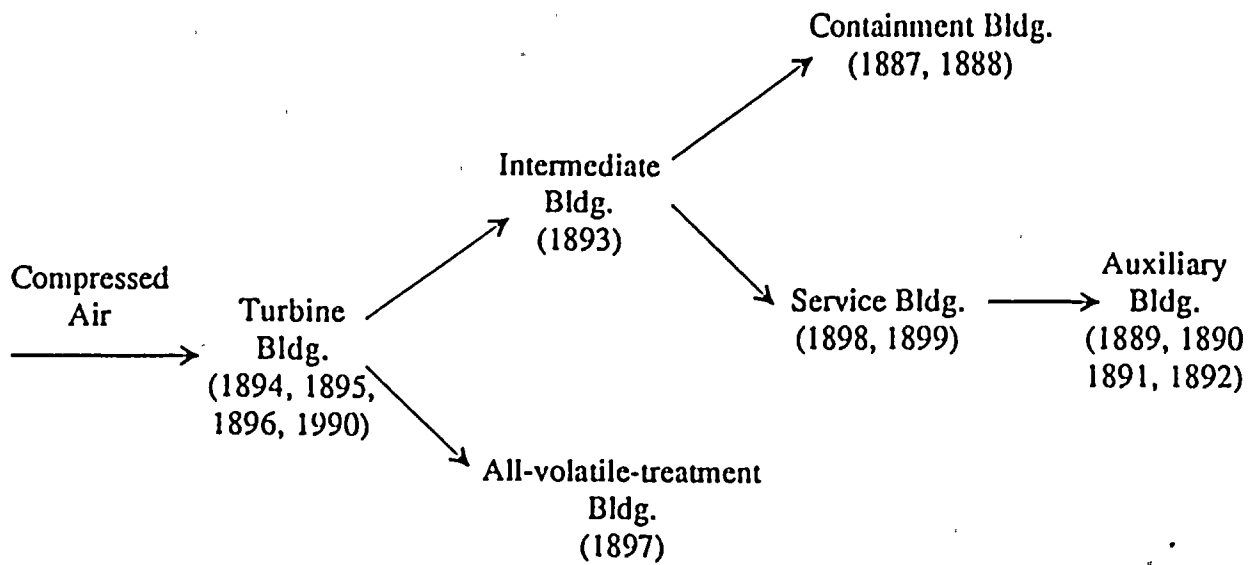 Containment Bldg.
(1887, 1888)
Intermediate
Bldg.
(1893)
Compressed
Air
Turbine
Bldg.
(1894, 1895,
1896, 1990)
Service Bldg.
(1898, 1899)
Auxiliary
Bldg.
(1889, 1890
1891, 1892)
All-volatile-treatment
Bldg.
(1897)